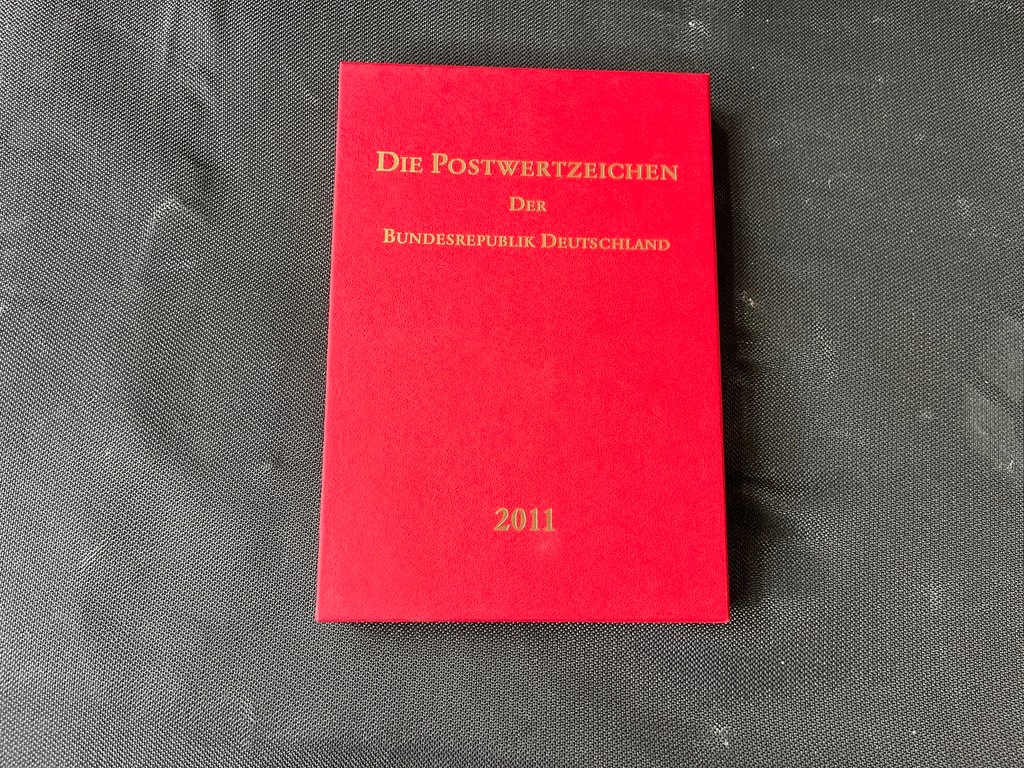 Die Postwertzeichen
Der
Bundesrepublik Deutschland
2011